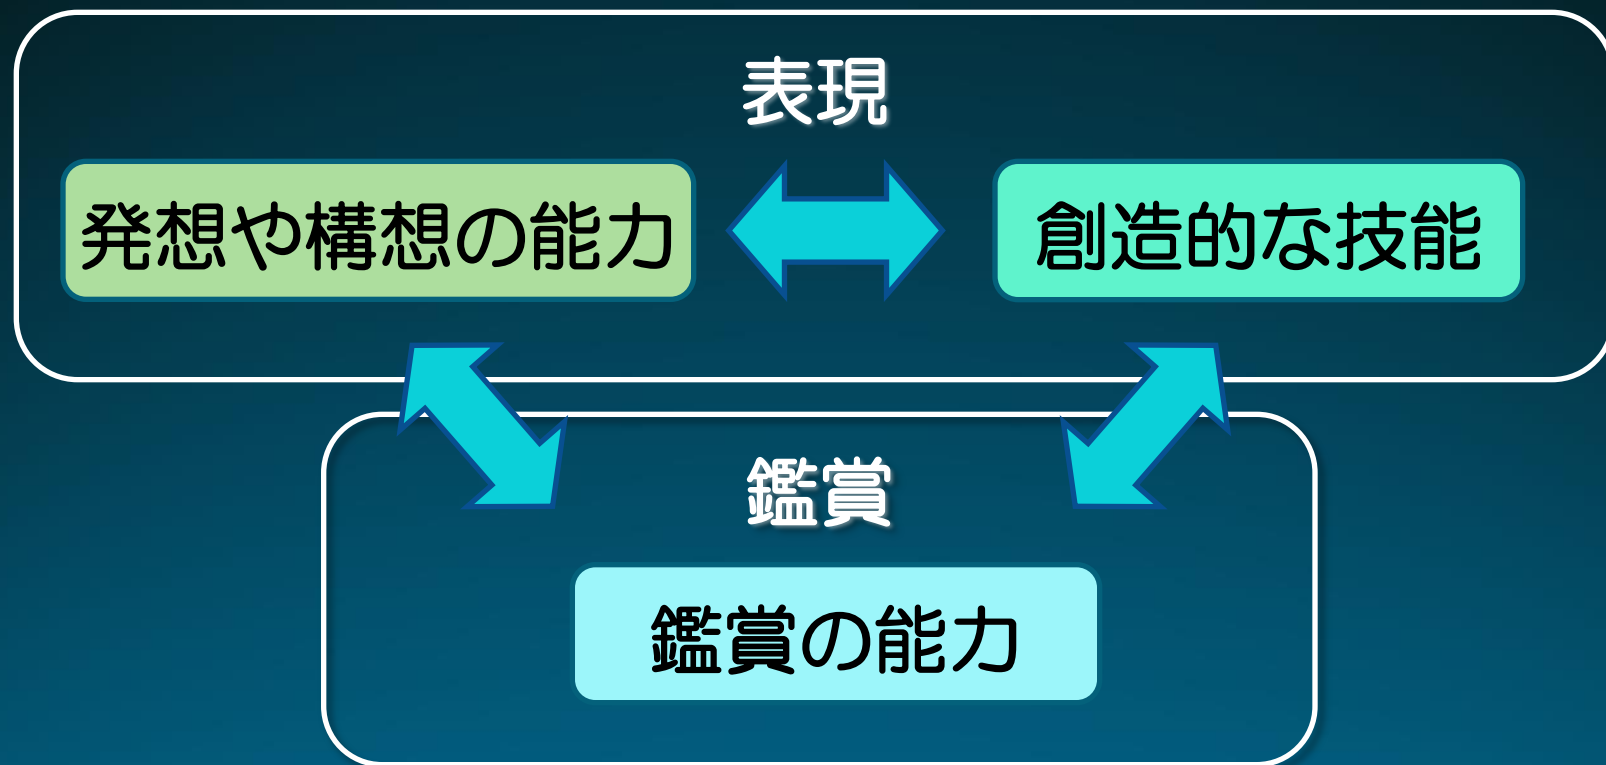 表現
発想や構想の能力
創造的な技能
鑑賞
鑑賞の能力